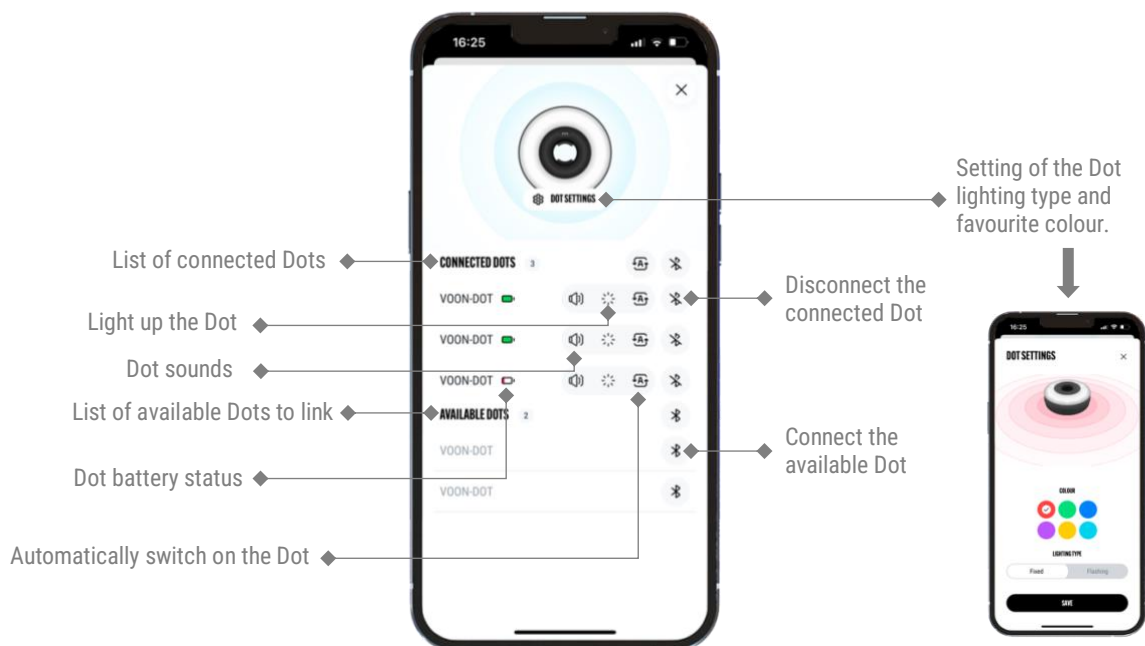 16:25
DOT SETTINGS
Setting of the Dot
lighting type and
favourite colour.
List of connected Dots
CONNECTED DOTS 3
Disconnect the
connected Dot
VOON-DOT
Light up the Dot
VOON-DOT
Dot sounds
VOON-DOT
List of available Dots to link
AVAILABLE DOTS 2
Connect the
available Dot
VOON-DOT
Dot battery status
VOON-DOT
Automatically switch on the Dot
16:25
DOT SETTINGS
COLOUR
LIGHTING TYPE
Fixed Flashing
SAVE